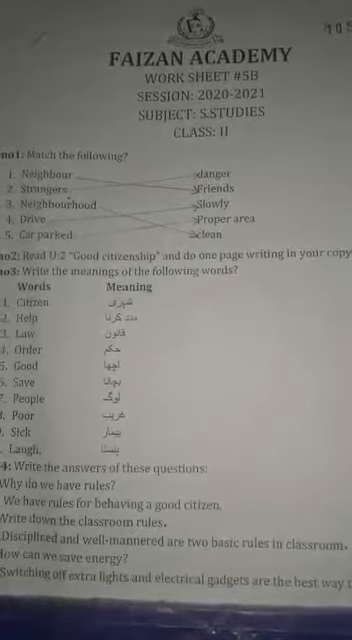 10
FAIZAN ACADEMY
WORK SHEET #5B
SESSION: 2020-2021
SUBJECT: S.STUDIES
CLASS: II
no1: Match the following?
1. Neighbour danger
2. Strangers Friends
3. Neighbourhood Slowly
4. Drive Proper area
5. Car parked clean
no2: Read U:2 "Good citizenship" and do one page writing in your copy
no3: Write the meanings of the following words?
Words Meaning
1. Citizen شہری
2. Help مدد کرنا
3. Law قانون
4. Order حکم
5. Good اچھا
6. Save بچانا
7. People لوگ
8. Poor غریب
9. Sick بیمار
. Laugh. ہنسنا
4: Write the answers of these questions:
Why do we have rules?
We have rules for behaving a good citizen.
Write down the classroom rules.
Disciplined and well-mannered are two basic rules in classroom.
How can we save energy?
Switching off extra lights and electrical gadgets are the best way